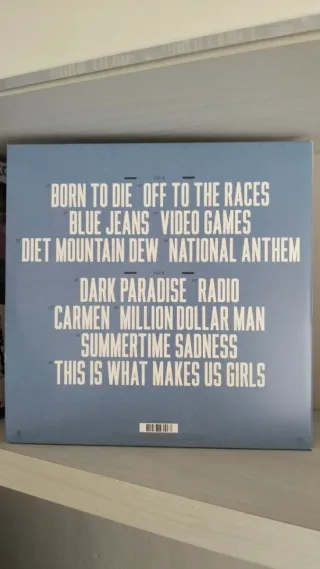 BORN TO DIE OFF TO THE RACES
BLUE JEANS VIDEO GAMES
DIET MOUNTAIN DEW NATIONAL ANTHEM
DARK PARADISE RADIO
CARMEN MILLION DOLLAR MAN
SUMMERTIME SADNESS
THIS IS WHAT MAKES US GIRLS